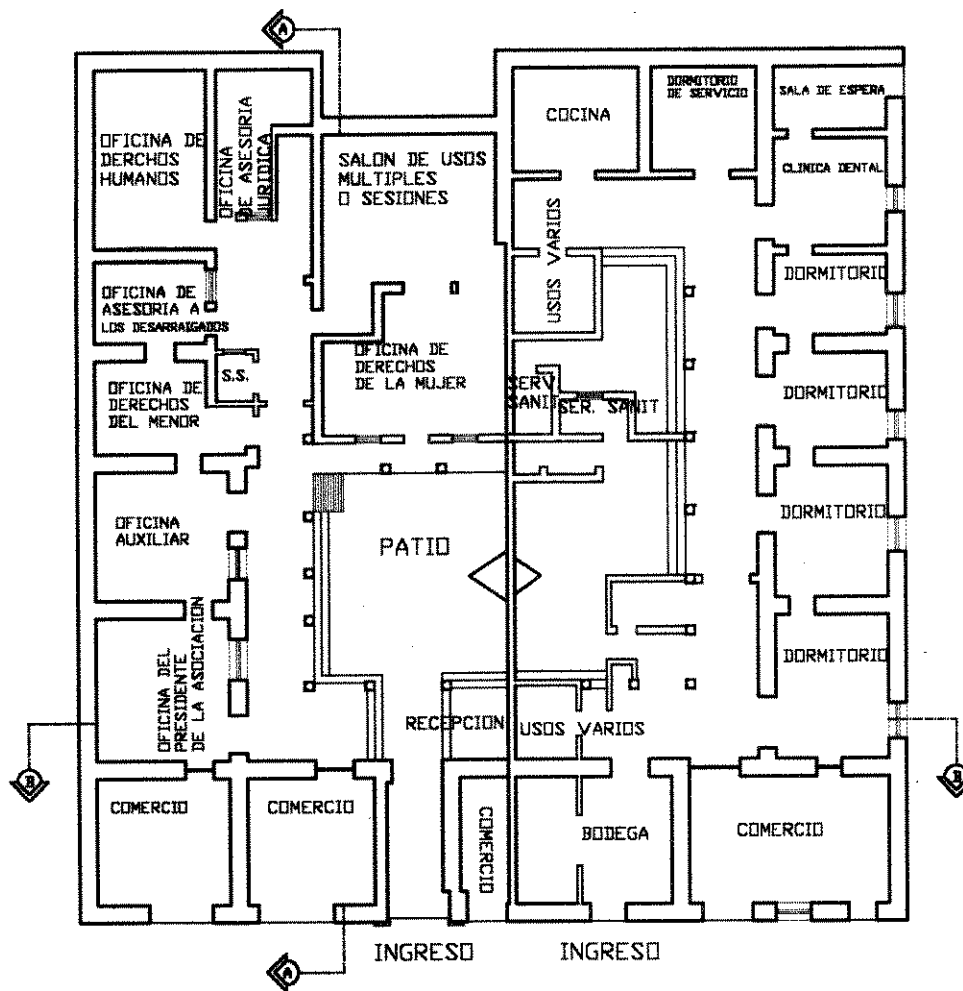 A
OFICINA DE
DERCHOS
HUMANOS
OFICINA
DE ASESORIA
JURIDICA
SALON DE USOS
MULTIPLES
O SESIONES
COCINA
DORMITORIO
DE SERVICIO
SALA DE ESPERA
CLINICA DENTAL
USOS VARIOS
DORMITORIO
OFICINA DE
ASESORIA A
LOS DESARRAIGADOS
S.S.
OFICINA DE
DERECHOS
DE LA MUJER
SERV.
SANIT
SER. SANIT
DORMITORIO
OFICINA DE
DERECHOS
DEL MENOR
OFICINA
AUXILIAR
PATIO
DORMITORIO
OFICINA DEL
PRESIDENTE
DE LA ASOCIACION
DORMITORIO
RECEPCION
USOS VARIOS
B
B
COMERCIO
COMERCIO
COMERCIO
BODEGA
COMERCIO
INGRESO
INGRESO
A